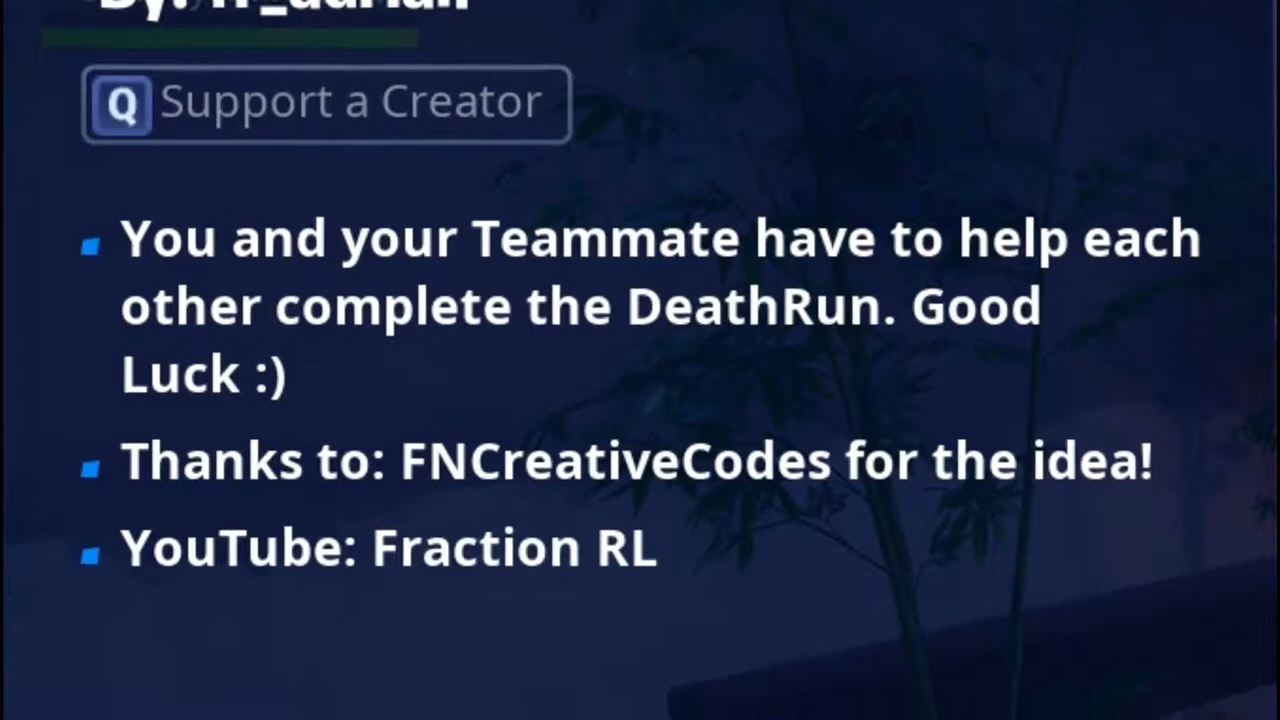 Q Support a Creator
You and your Teammate have to help each
other complete the DeathRun. Good
Luck :)
Thanks to: FNCreativeCodes for the idea!
YouTube: Fraction RL